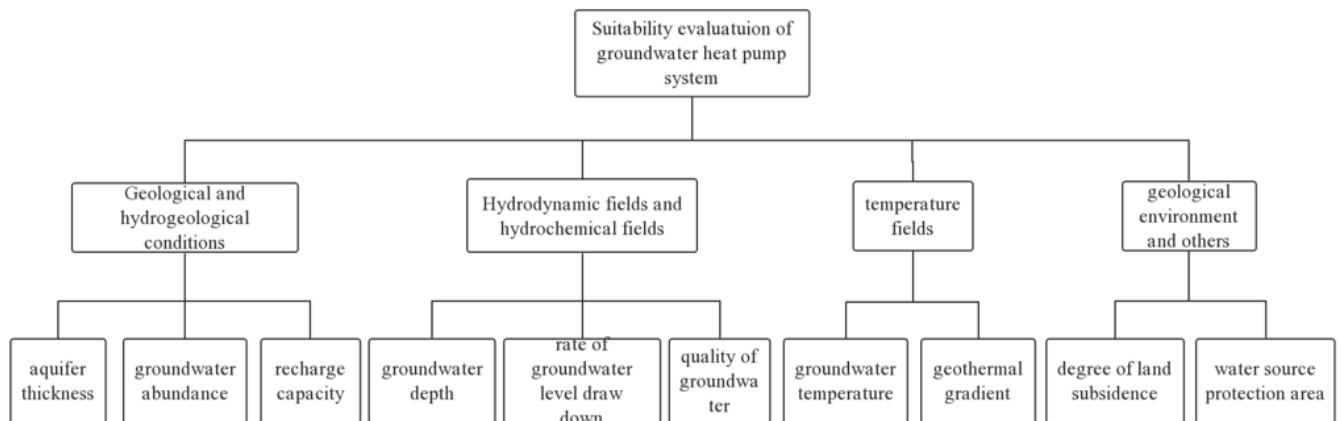 Suitability evaluatuion of
groundwater heat pump
system
Geological and
hydrogeological
conditions
Hydrodynamic fields and
hydrochemical fields
temperature
fields
geological
environment
and others
aquifer
thickness
groundwater
abundance
recharge
capacity
groundwater
depth
rate of
groundwater
level draw
down
quality of
groundwa
ter
groundwater
temperature
geothermal
gradient
degree of land
subsidence
water source
protection area